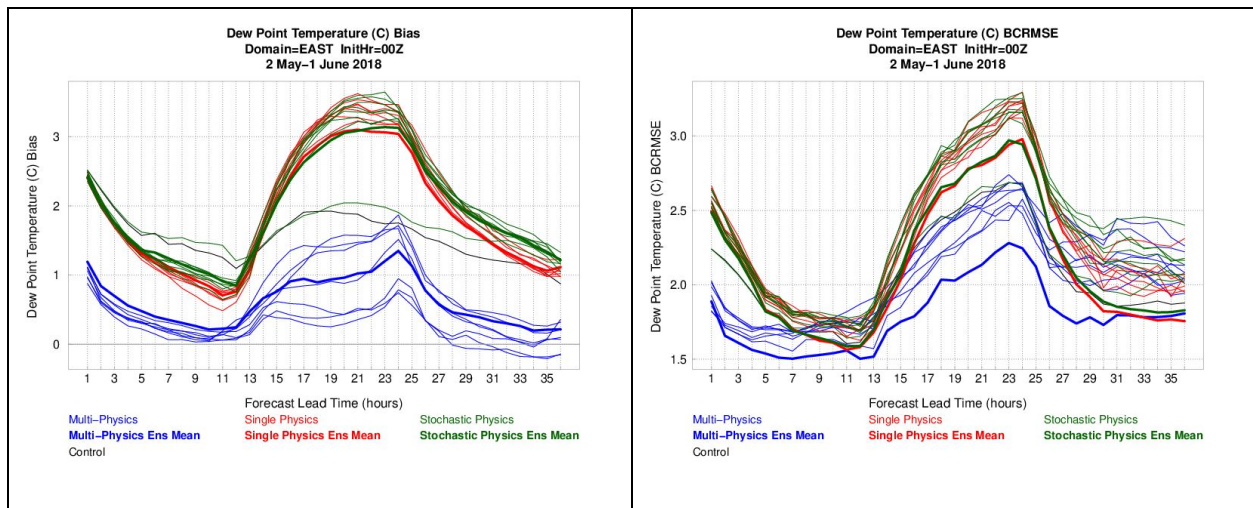 Dew Point Temperature (C) Bias
Domain=EAST InitHr=00Z
2 May−1 June 2018
Dew Point Temperature (C) Bias
3
2
1
0
1 3 5 7 9 11 13 15 17 19 21 23 25 27 29 31 33 35
Forecast Lead Time (hours)
Multi−Physics Single Physics Stochastic Physics
Multi−Physics Ens Mean Single Physics Ens Mean Stochastic Physics Ens Mean
Control
Dew Point Temperature (C) BCRMSE
Domain=EAST InitHr=00Z
2 May−1 June 2018
Dew Point Temperature (C) BCRMSE
3.0
2.5
2.0
1.5
1 3 5 7 9 11 13 15 17 19 21 23 25 27 29 31 33 35
Forecast Lead Time (hours)
Multi−Physics Single Physics Stochastic Physics
Multi−Physics Ens Mean Single Physics Ens Mean Stochastic Physics Ens Mean
Control